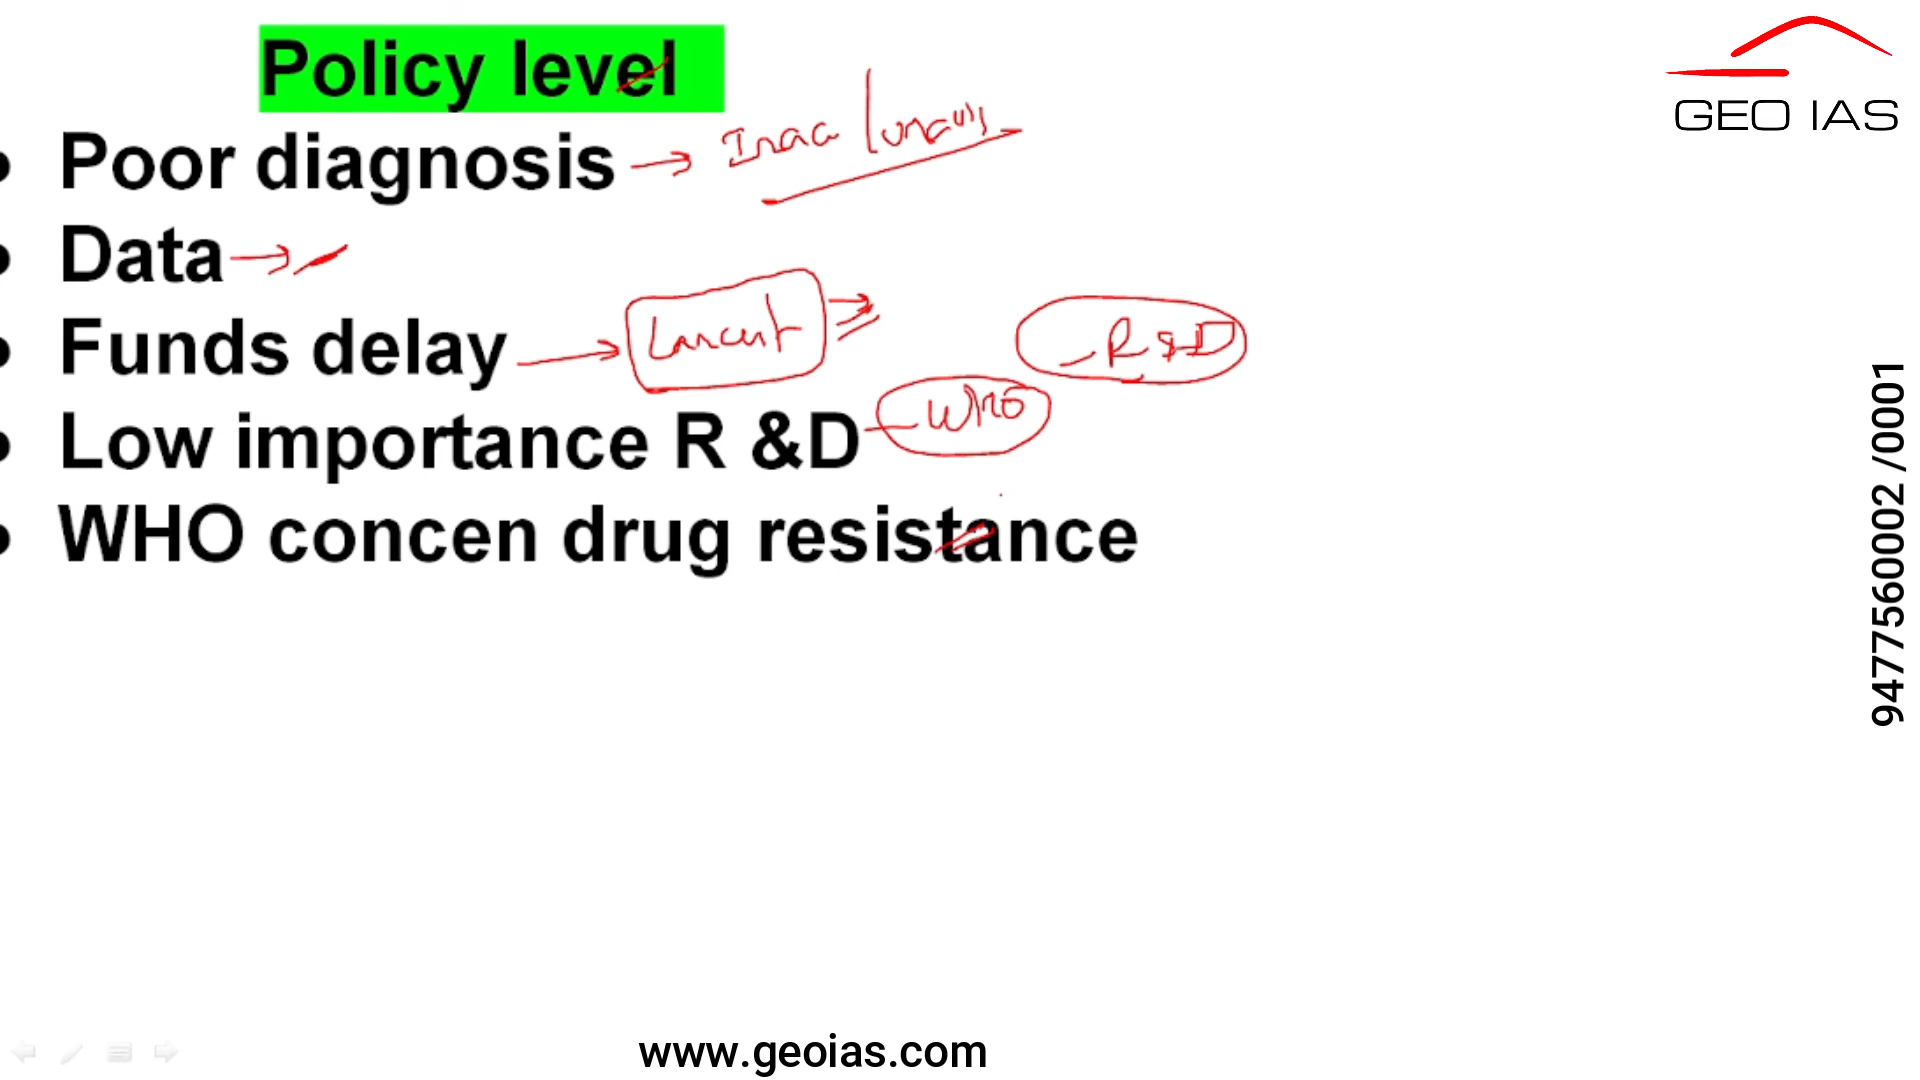 Policy level
GEO IAS
• Poor diagnosis →
• Data →
• Funds delay → Lancet →
- R &D
• Low importance R &D - WHO
• WHO concen drug resistance
9477560002 /0001
www.geoias.com